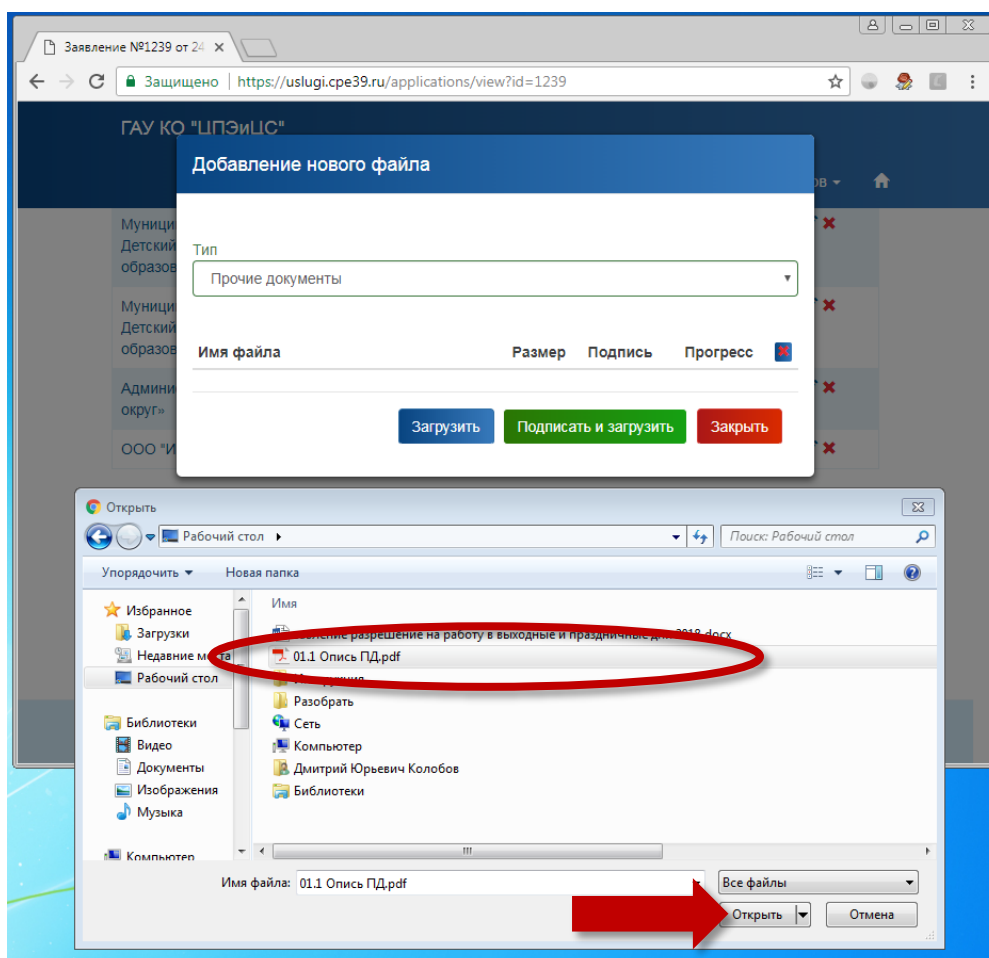 Заявление №1239 от 24
Защищено | https://uslugi.cpe39.ru/applications/view?id=1239
ГАУ КО "ЦПЭиЦС"
Добавление нового файла
ов
Муници
Детский
образов
Тип
Прочие документы
Муници
Детский
образов
Имя файла Размер Подпись Прогресс
Админи
округ»
Загрузить Подписать и загрузить Закрыть
ООО "И
Открыть
Рабочий стол
Поиск: Рабочий стол
Упорядочить Новая папка
Имя
Избранное
Загрузки
разрешение на работу в выходные и праздничные дни 2018.docx
Недавние места
01.1 Опись ПД.pdf
Рабочий стол
Разобрать
Библиотеки
Сеть
Видео
Компьютер
Документы
Дмитрий Юрьевич Колобов
Изображения
Библиотеки
Музыка
Компьютер
Имя файла: 01.1 Опись ПД.pdf Все файлы
Открыть Отмена